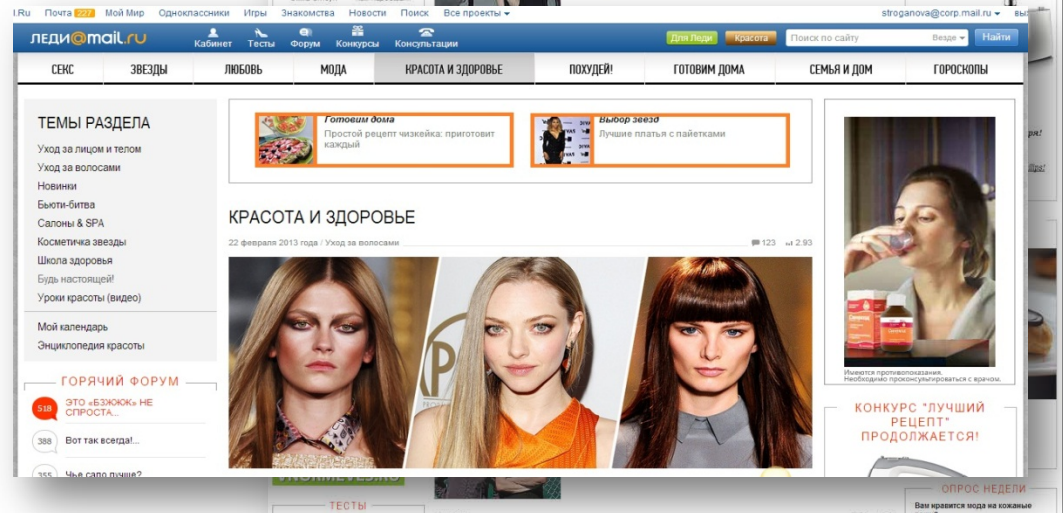 l.Ru Почта 227 Мой Мир Одноклассники Игры Знакомства Новости Поиск Все проекты
stroganova@corp.mail.ru
леди@mail.ru
Кабинет Тесты Форум Конкурсы Консультации
Для Леди Красота Поиск по сайту Везде Найти
СЕКС ЗВЕЗДЫ ЛЮБОВЬ МОДА КРАСОТА И ЗДОРОВЬЕ ПОХУДЕЙ! ГОТОВИМ ДОМА СЕМЬЯ И ДОМ ГОРОСКОПЫ
ТЕМЫ РАЗДЕЛА
Уход за лицом и телом
Уход за волосами
Новинки
Бьюти-битва
Салоны & SPA
Косметичка звезды
Школа здоровья
Будь настоящей!
Уроки красоты (видео)
Мой календарь
Энциклопедия красоты
ГОРЯЧИЙ ФОРУМ
518 ЭТО «БЗЖЮЖ» НЕ
СПРОСТА...
388 Вот так всегда!...
355 Чье сало лучше?
Готовим дома
Простой рецепт чизкейка: приготовит
каждый
Выбор звезд
Лучшие платья с пайетками
КРАСОТА И ЗДОРОВЬЕ
22 февраля 2013 года / Уход за волосами
123 2.93
Имеются противопоказания.
Необходимо проконсультироваться с врачом.
КОНКУРС "ЛУЧШИЙ
РЕЦЕПТ"
ПРОДОЛЖАЕТСЯ!
ТЕСТЫ
ОПРОС НЕДЕЛИ
Вам нравится мода на кожаные